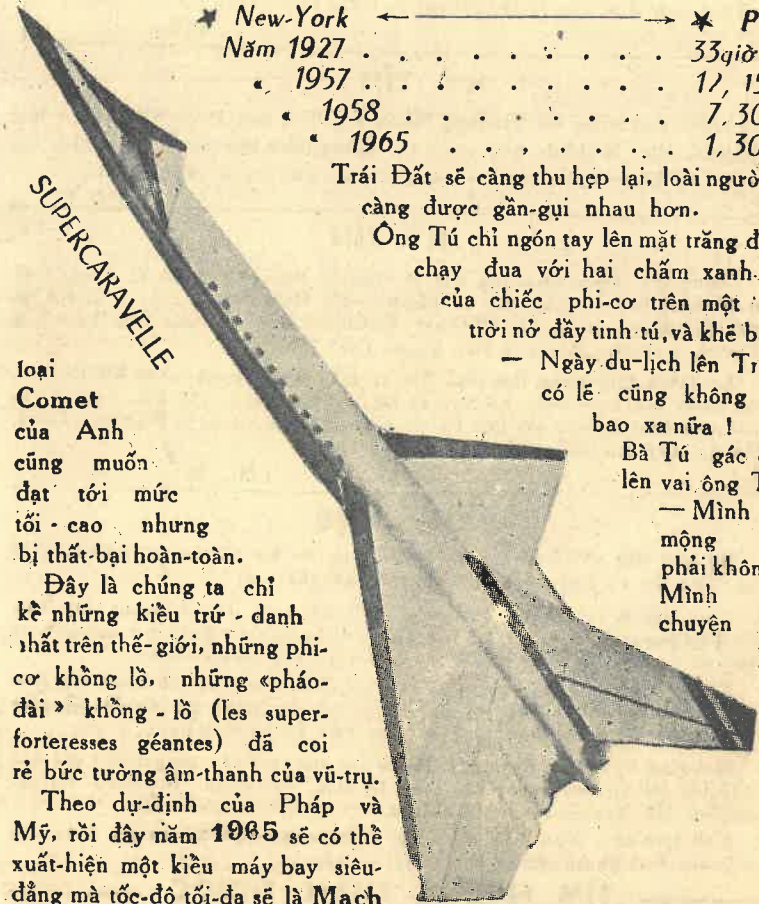 New-York P
Năm 1927 . . . . . . . . . . 33giờ
« 1957 . . . . . . . . . . 12, 15
« 1958 . . . . . . . . . 7.30
« 1965 . . . . . . . . 1,30
Trái Đất sẽ càng thu hẹp lại, loài ngườ
càng được gần-gụi nhau hơn.
Ông Tú chỉ ngón tay lên mặt trăng đ
chạy đua với hai chấm xanh
của chiếc phi-cơ trên một
trời nở đầy tinh tú, và khẽ b
— Ngày du-lịch lên Tr
có lẽ cũng không
bao xa nữa !
Bà Tú gác
lên vai ông T
— Mình
mộng
phải khôn
Mình
chuyện
SUPERCARAVELLE
loại
Comet
của Anh
cũng muốn
đạt tới mức
tối - cao nhưng
bị thất-bại hoàn-toàn.
Đây là chúng ta chỉ
kể những kiểu trứ - danh
nhất trên thế-giới, những phi-
cơ khổng lồ, những «pháo-
đài » khổng - lồ (les super-
forteresses géantes) đã coi
rẻ bức tường âm-thanh của vũ-trụ.
Theo dự-định của Pháp và
Mỹ, rồi đây năm 1965 sẽ có thể
xuất-hiện một kiểu máy bay siêu-
đẳng mà tốc-độ tối-đa sẽ là Mach